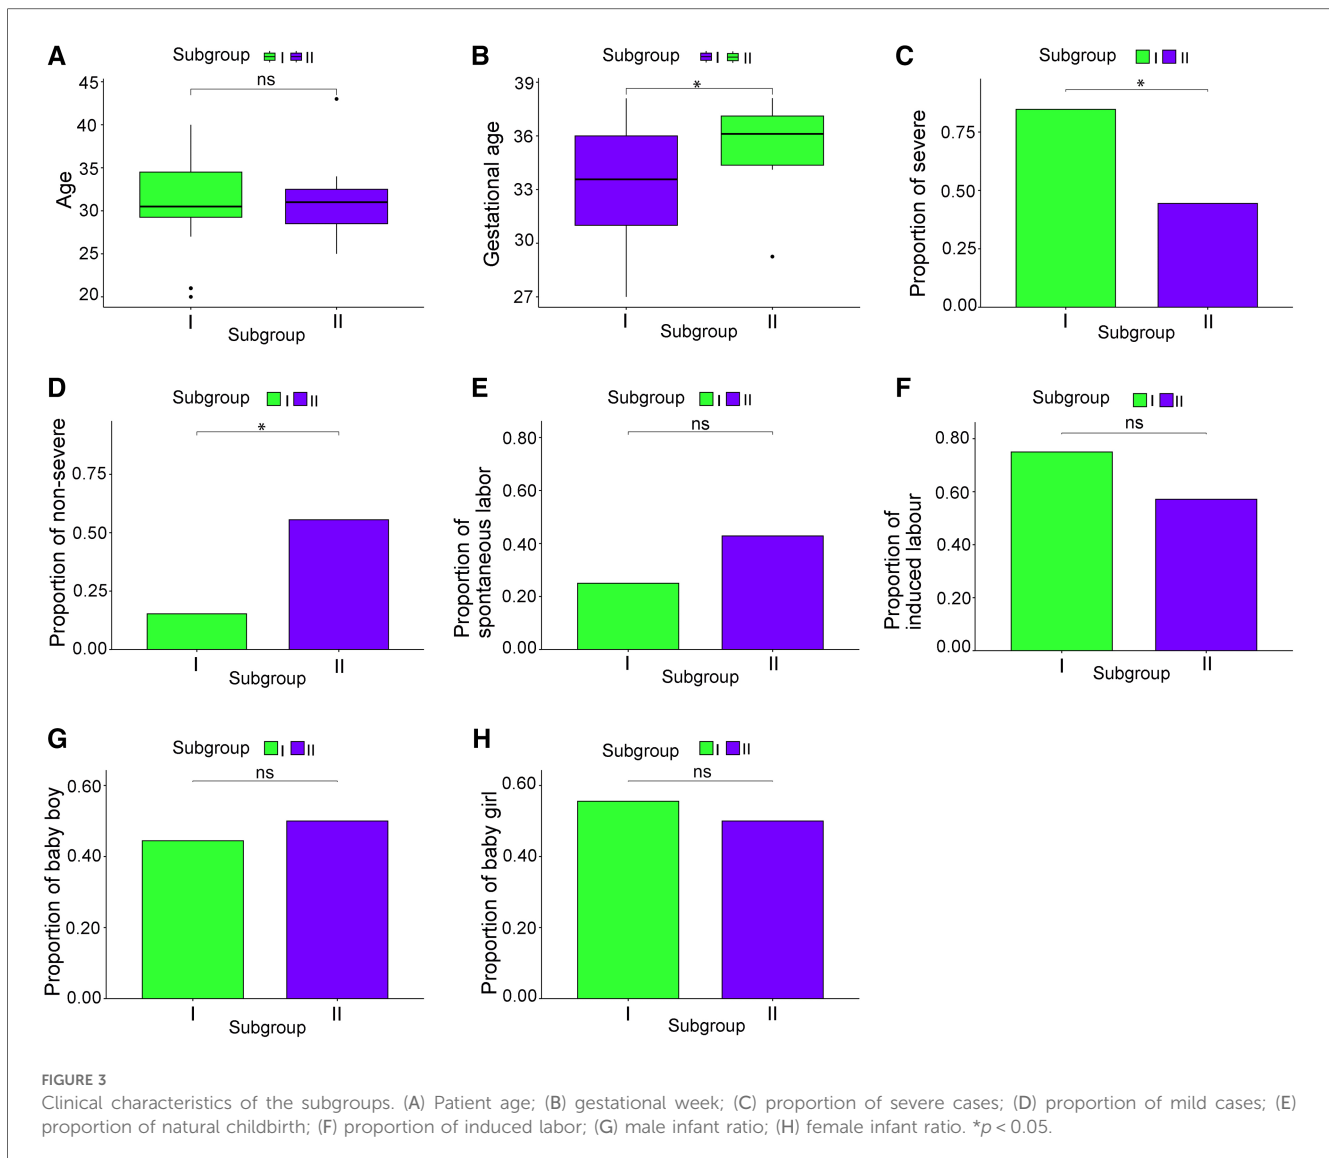 A
Subgroup I II
ns
45
40
35
30
25
20
Age
I
II
Subgroup
B
Subgroup I II
*
39
36
33
30
27
Gestational age
I
II
Subgroup
C
Subgroup I II
*
0.75
0.50
0.25
0.00
Proportion of severe
I
II
Subgroup
D
Subgroup I II
*
0.75
0.50
0.25
0.00
Proportion of non-severe
I
II
Subgroup
E
Subgroup I II
ns
0.80
0.60
0.40
0.20
0.00
Proportion of
spontaneous labor
I
II
Subgroup
F
Subgroup I II
ns
0.80
0.60
0.40
0.20
0.00
Proportion of
induced labour
I
II
Subgroup
G
Subgroup I II
ns
0.60
0.40
0.20
0.00
Proportion of baby boy
I
II
Subgroup
H
Subgroup I II
ns
0.60
0.40
0.20
0.00
Proportion of baby girl
I
II
Subgroup
FIGURE 3
Clinical characteristics of the subgroups. (A) Patient age; (B) gestational week; (C) proportion of severe cases; (D) proportion of mild cases; (E)
proportion of natural childbirth; (F) proportion of induced labor; (G) male infant ratio; (H) female infant ratio. *p < 0.05.